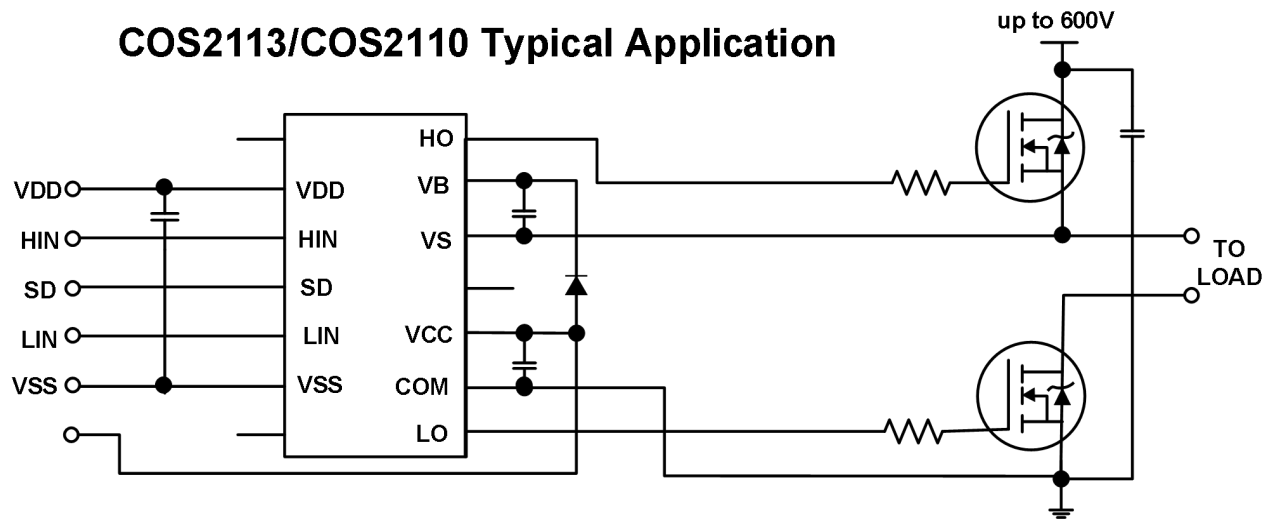 up to 600V
COS2113/COS2110 Typical Application
HO
VDD
VDD
VB
HIN
HIN
VS
TO
LOAD
SD
SD
LIN
LIN
VCC
VSS
VSS
COM
LO